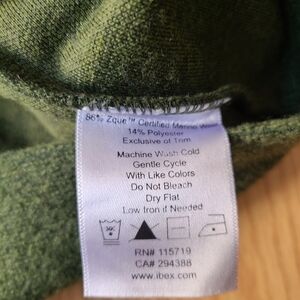 86% Zque™ Certified Merino Wool
14% Polyester
Exclusive of Trim
Machine Wash Cold
Gentle Cycle
With Like Colors
Do Not Bleach
Dry Flat
Low Iron if Needed
RN# 115719
CA# 294388
www.ibex.com